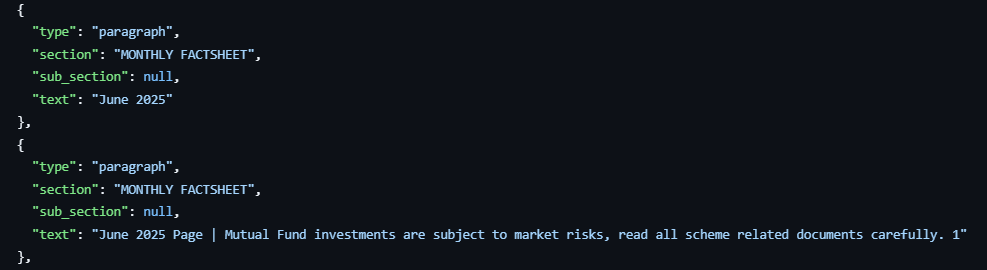 {
"type": "paragraph",
"section": "MONTHLY FACTSHEET",
"sub_section": null,
"text": "June 2025"
},
{
"type": "paragraph",
"section": "MONTHLY FACTSHEET",
"sub_section": null,
"text": "June 2025 Page | Mutual Fund investments are subject to market risks, read all scheme related documents carefully. 1"
},